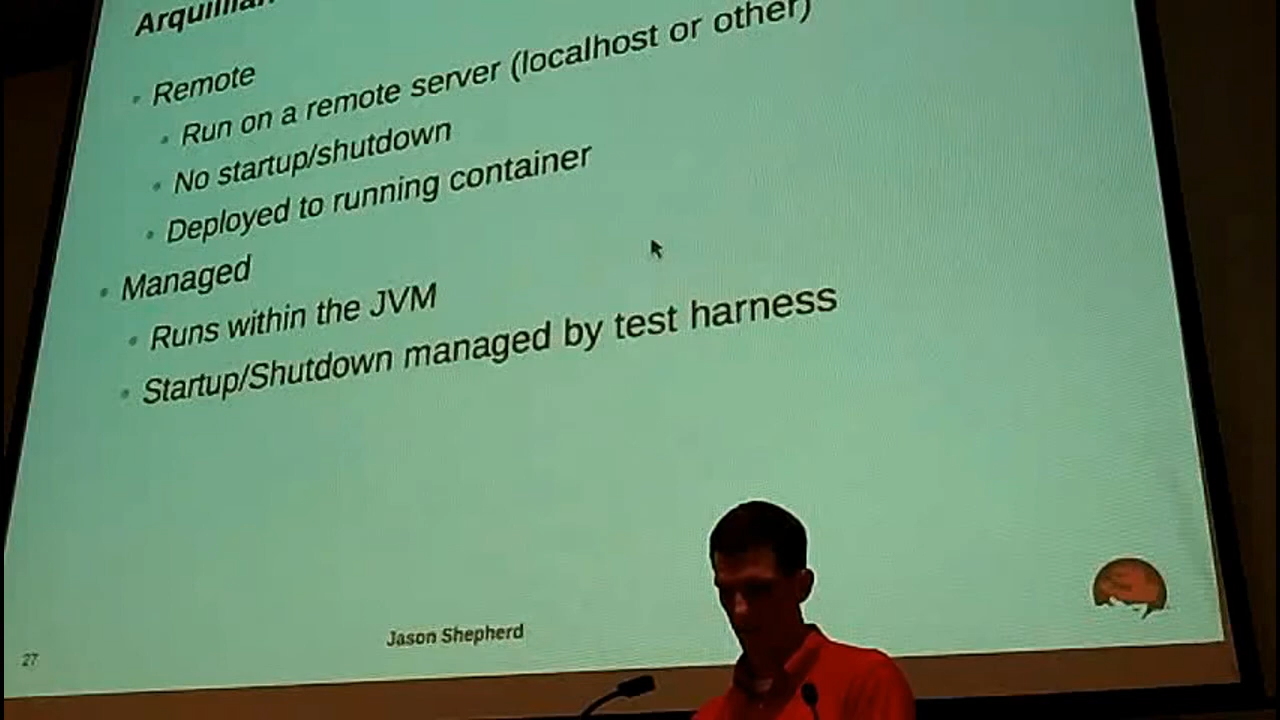 Arquillian
Remote
Run on a remote server (localhost or other)
No startup/shutdown
Deployed to running container
Managed
Runs within the JVM
Startup/Shutdown managed by test harness
Jason Shepherd
27